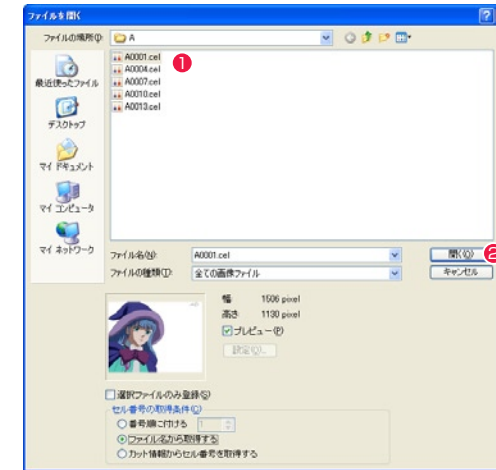 ファイルを開く
ファイルの場所(I): A
最近使ったファイル
デスクトップ
マイ ドキュメント
マイ コンピュータ
マイ ネットワーク
A0001.cel
A0004.cel
A0007.cel
A0010.cel
A0013.cel
1
ファイル名(N): A0001.cel 開く(O) 2
ファイルの種類(T): 全ての画像ファイル キャンセル
幅 1506 pixel
高さ 1130 pixel
プレビュー(P)
設定(O)...
選択ファイルのみ登録(S)
セル番号の取得条件(C)
番号順に付ける 1
ファイル名から取得する
カット情報からセル番号を取得する